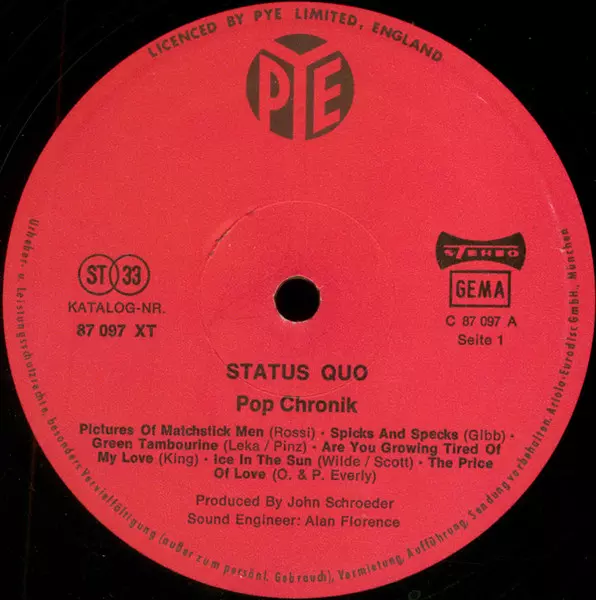 LICENCED BY PYE LIMITED, ENGLAND
PYE
ST 33
KATALOG-NR.
87 097 XT
STEREO
GEMA
C 87 097 A
Seite 1
STATUS QUO
Pop Chronik
Pictures Of Matchstick Men (Rossi) · Spicks And Specks (Gibb) ·
Green Tambourine (Leka / Pinz) · Are You Growing Tired Of
My Love (King) · Ice In The Sun (Wilde / Scott) · The Price
Of Love (O. & P. Everly)
Produced By John Schroeder
Sound Engineer: Alan Florence
Urheber- u. Leistungsschutzrechte, besonders Vervielfältigung (außer zum persönl. Gebrauch), Vermietung, Aufführung, Sendung vorbehalten. Ariola-Eurodisc GmbH., München